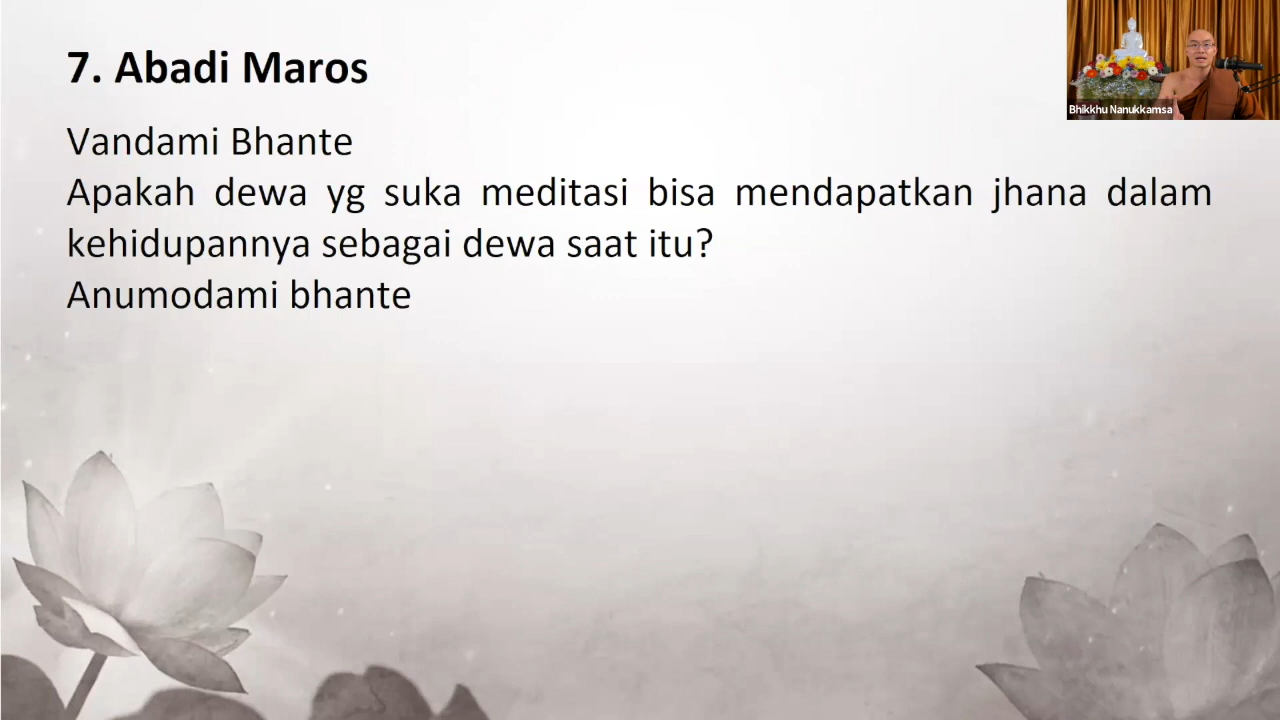 7. Abadi Maros
Bhikkhu Nanukkamsa
Vandami Bhante
Apakah dewa yg suka meditasi bisa mendapatkan jhana dalam
kehidupannya sebagai dewa saat itu?
Anumodami bhante